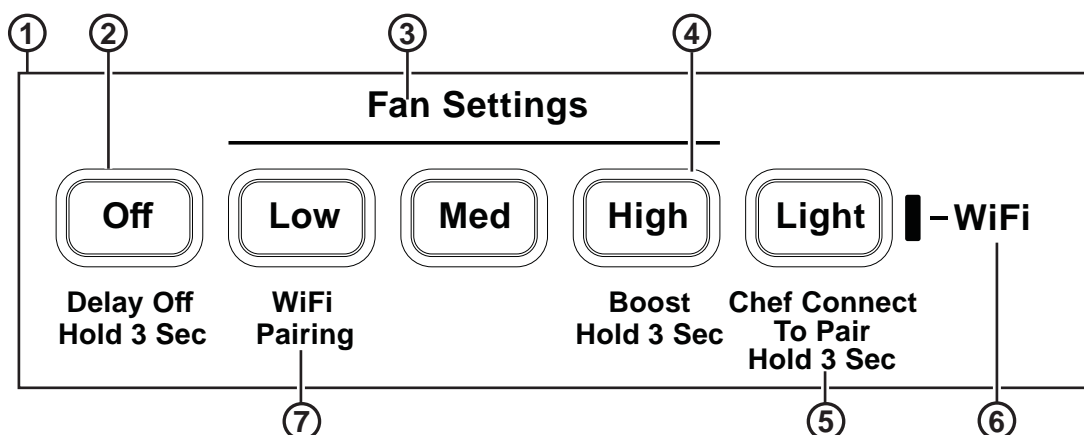 ① ② ③ ④
Fan Settings
Off Low Med High Light -WiFi
Delay Off
Hold 3 Sec
WiFi
Pairing
Boost
Hold 3 Sec
Chef Connect
To Pair
Hold 3 Sec
⑦ ⑤ ⑥